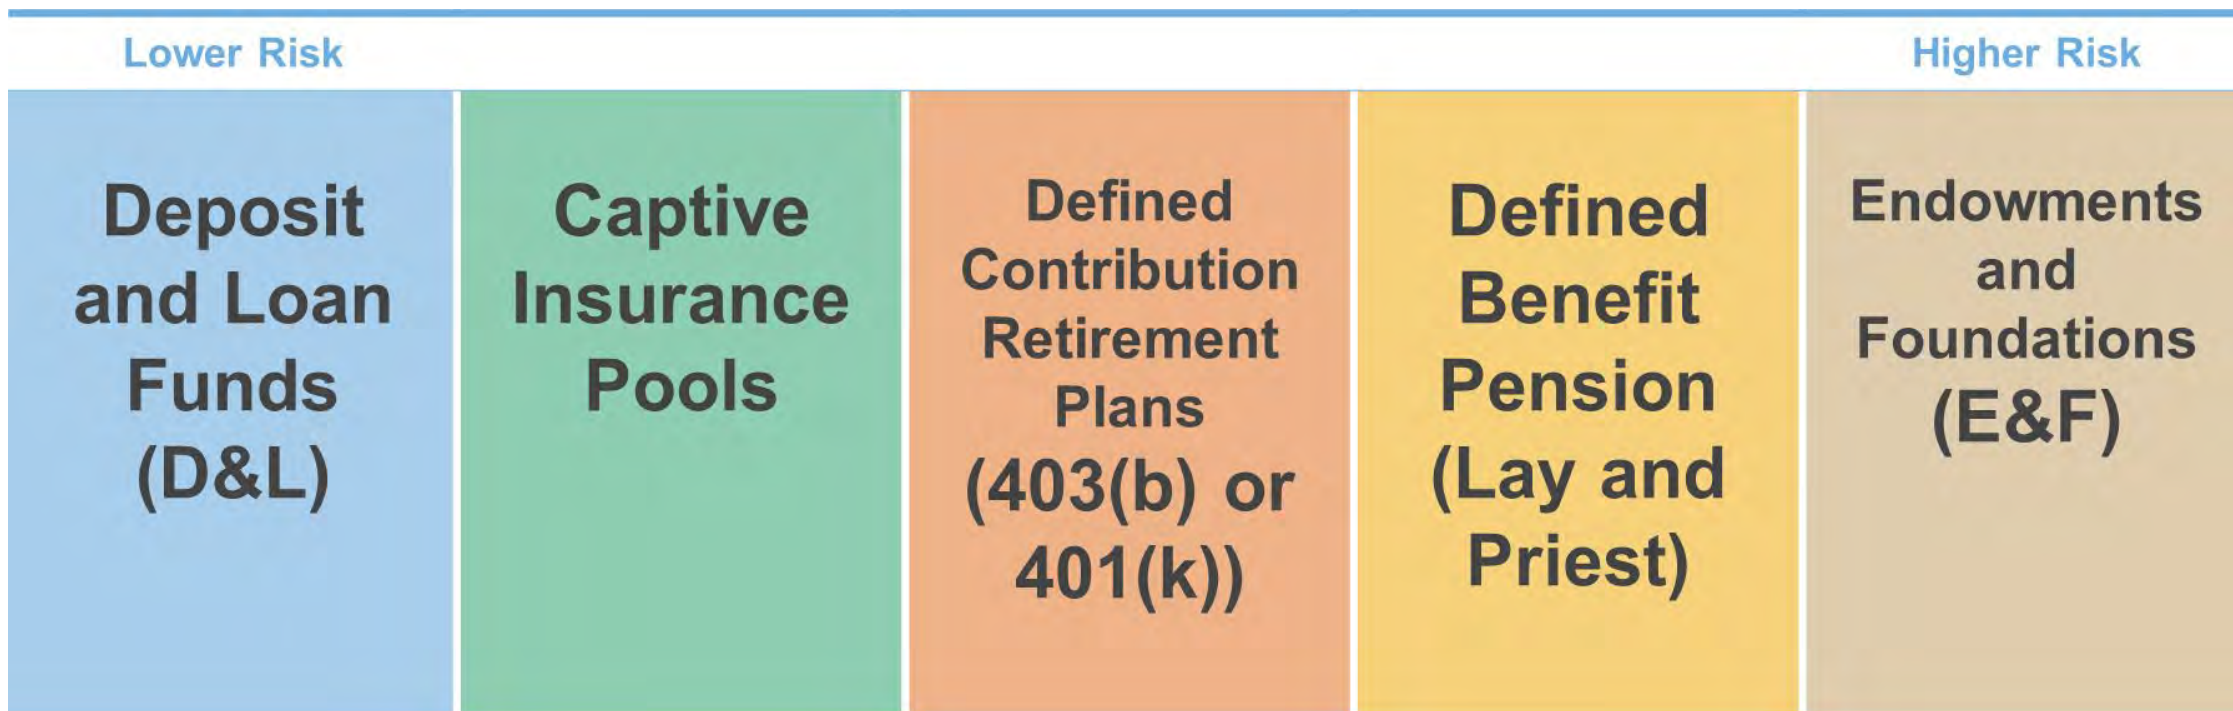 Lower Risk
Higher Risk
Deposit
and Loan
Funds
(D&L)
Captive
Insurance
Pools
Defined
Contribution
Retirement
Plans
(403(b) or
401(k))
Defined
Benefit
Pension
(Lay and
Priest)
Endowments
and
Foundations
(E&F)